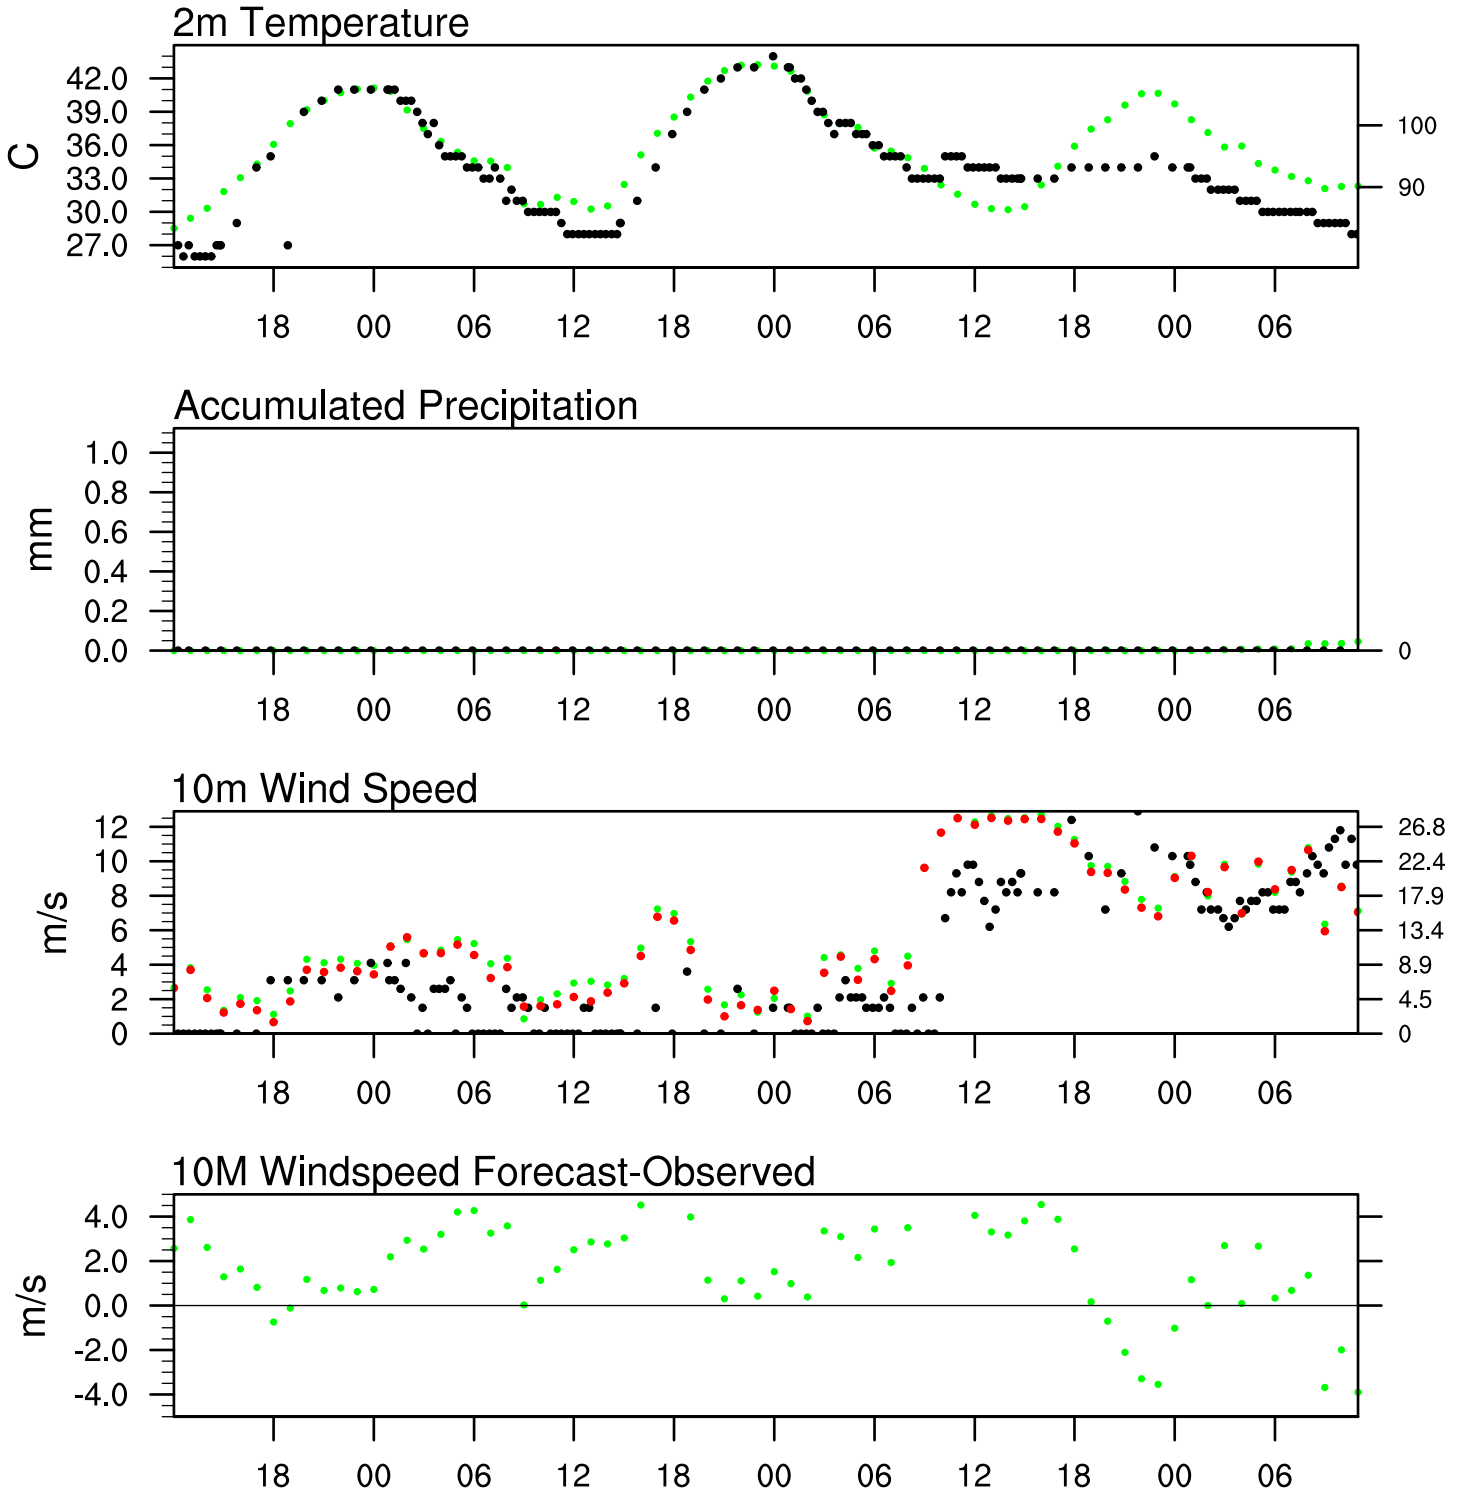 2m Temperature
42.0
39.0
36.0
33.0
30.0
27.0
C
100
90
18 00 06 12 18 00 06 12 18 00 06
Accumulated Precipitation
1.0
0.8
0.6
0.4
0.2
0.0
mm
0
18 00 06 12 18 00 06 12 18 00 06
10m Wind Speed
12
10
8
6
4
2
0
m/s
26.8
22.4
17.9
13.4
8.9
4.5
0
18 00 06 12 18 00 06 12 18 00 06
10M Windspeed Forecast-Observed
4.0
2.0
0.0
-2.0
-4.0
m/s
18 00 06 12 18 00 06 12 18 00 06